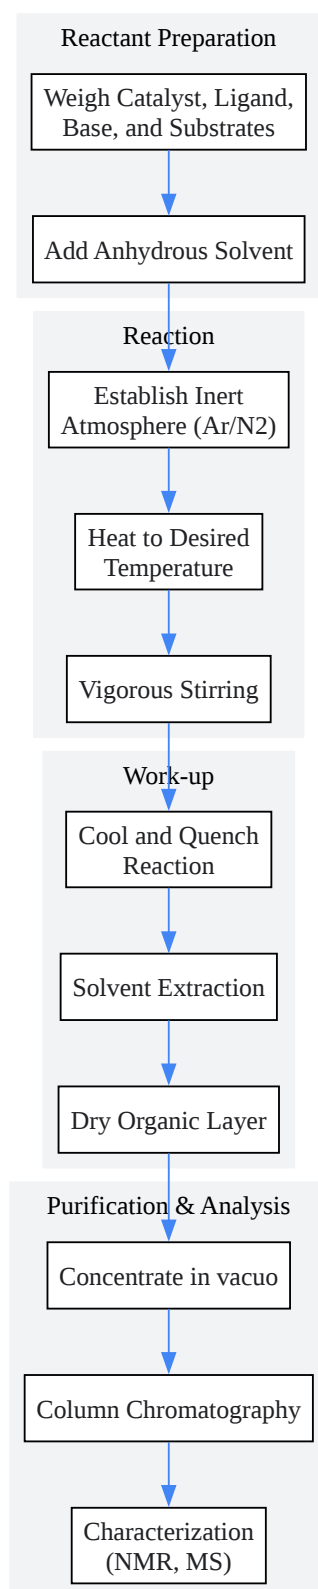 Reactant Preparation
Weigh Catalyst, Ligand,
Base, and Substrates
Add Anhydrous Solvent
Reaction
Establish Inert
Atmosphere (Ar/N2)
Heat to Desired
Temperature
Vigorous Stirring
Work-up
Cool and Quench
Reaction
Solvent Extraction
Dry Organic Layer
Purification & Analysis
Concentrate in vacuo
Column Chromatography
Characterization
(NMR, MS)